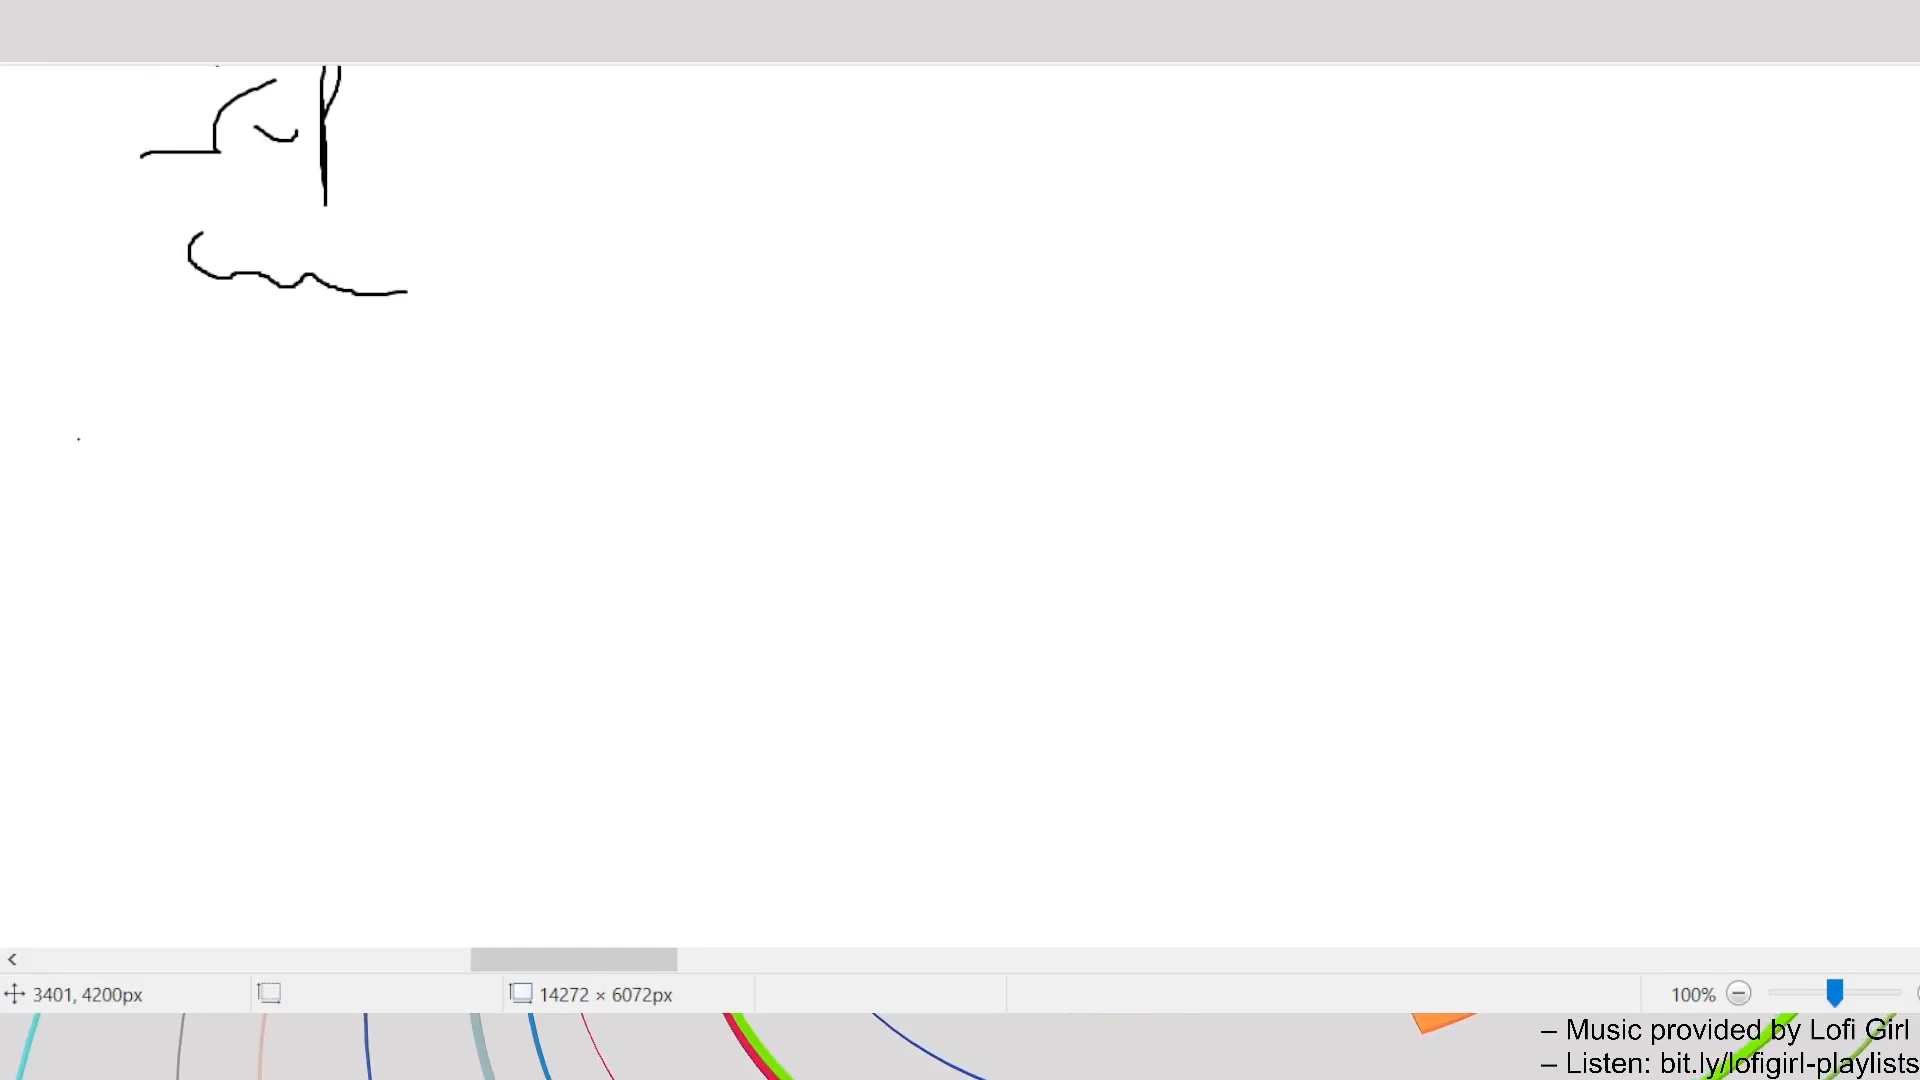 3401, 4200px
14272 × 6072px
100%
– Music provided by Lofi Girl
– Listen: bit.ly/lofigirl-playlists